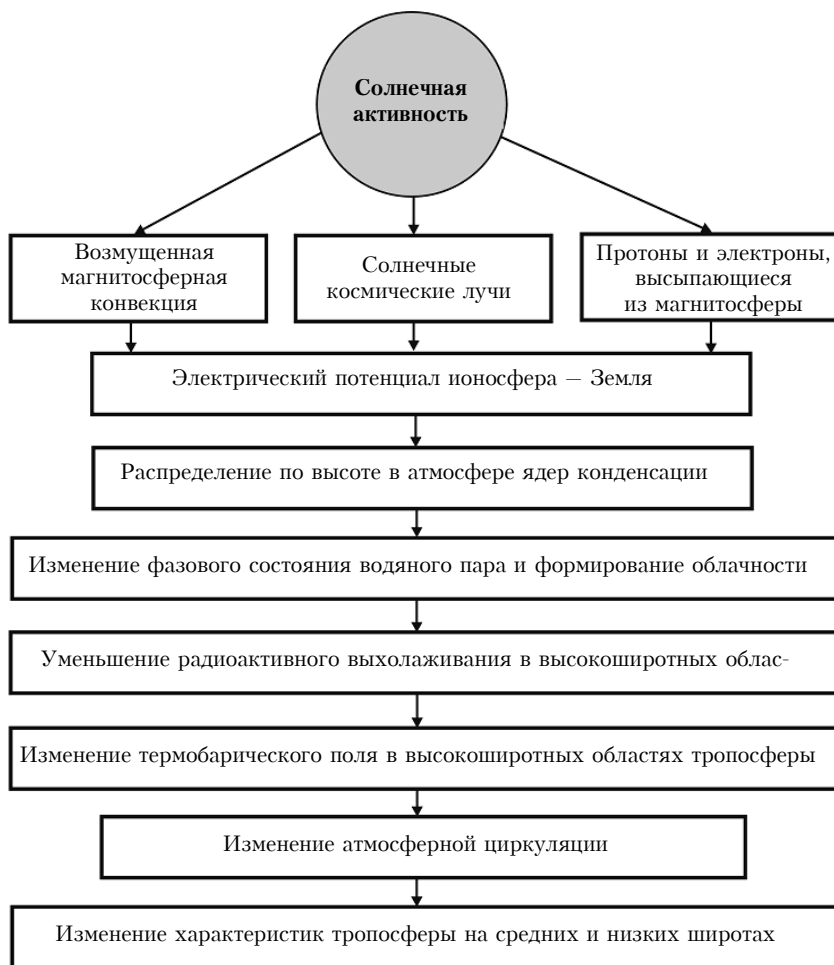 Солнечная
активность
Возмущенная
магнитосферная
конвекция
Солнечные
космические лучи
Протоны и электроны,
высыпающиеся
из магнитосферы
Электрический потенциал ионосфера – Земля
Распределение по высоте в атмосфере ядер конденсации
Изменение фазового состояния водяного пара и формирование облачности
Уменьшение радиоактивного выхолаживания в высокоширотных облас-
Изменение термобарического поля в высокоширотных областях тропосферы
Изменение атмосферной циркуляции
Изменение характеристик тропосферы на средних и низких широтах